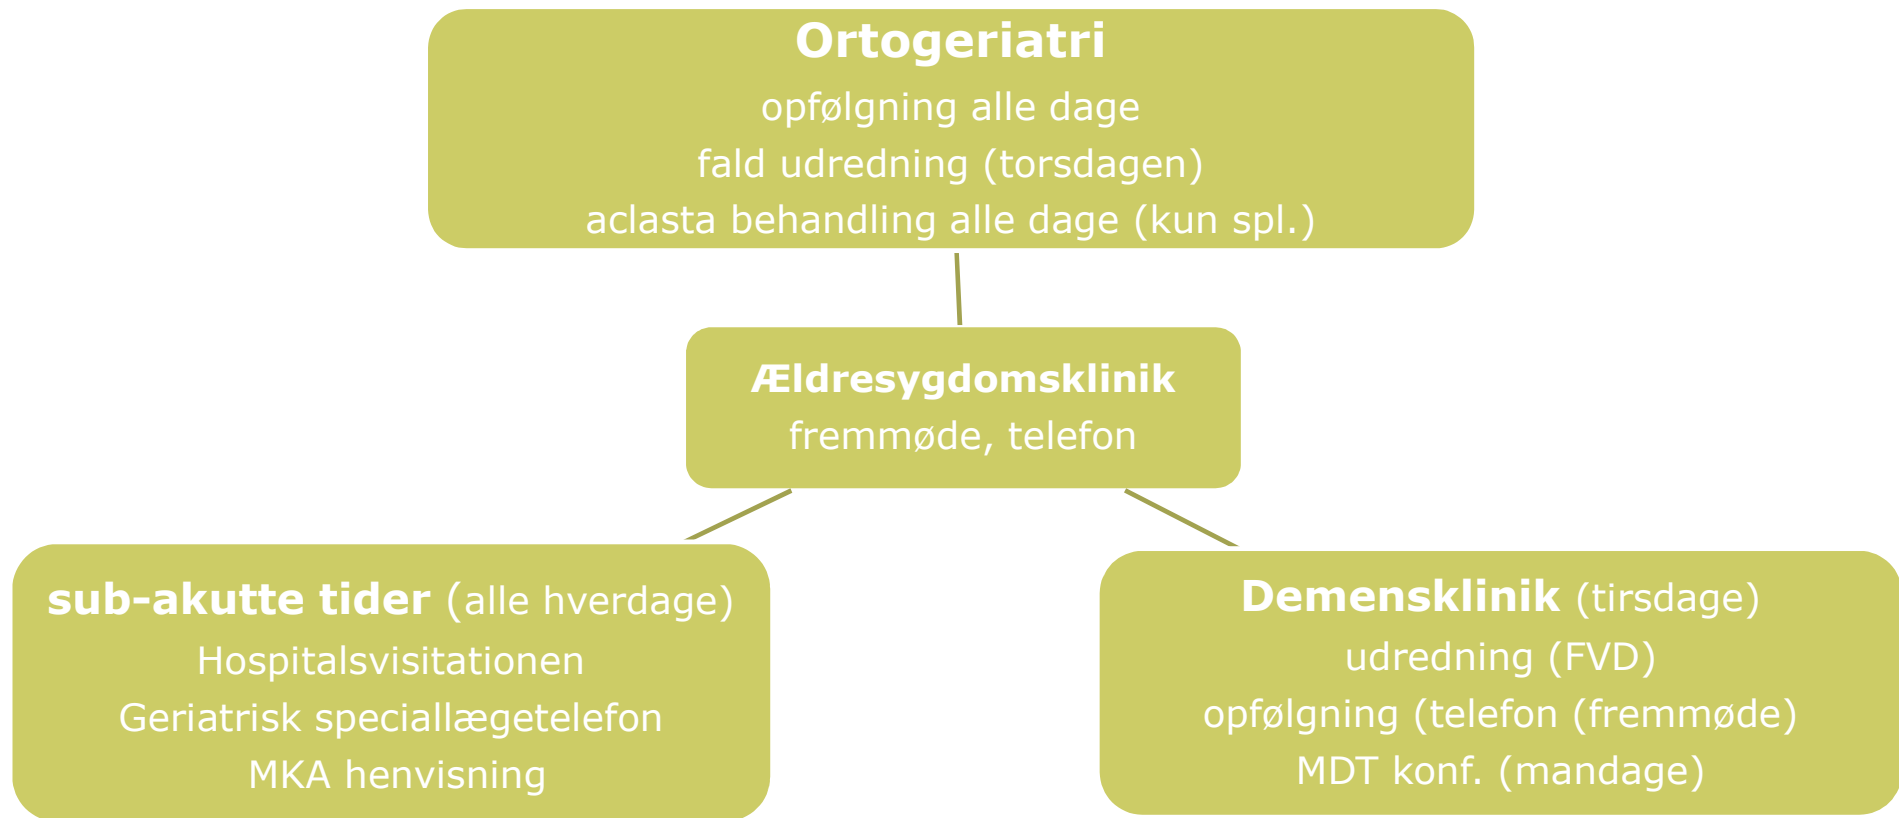 Ortogeriatri
opfølgning alle dage
fald udredning (torsdagen)
aclasta behandling alle dage (kun spl.)
Ældresygdomsklinik
fremmøde, telefon
sub-akutte tider (alle hverdage)
Hospitalsvisitationen
Geriatrisk speciallægetelefon
MKA henvisning
Demensklinik (tirsdage)
udredning (FVD)
opfølgning (telefon (fremmøde)
MDT konf. (mandage)